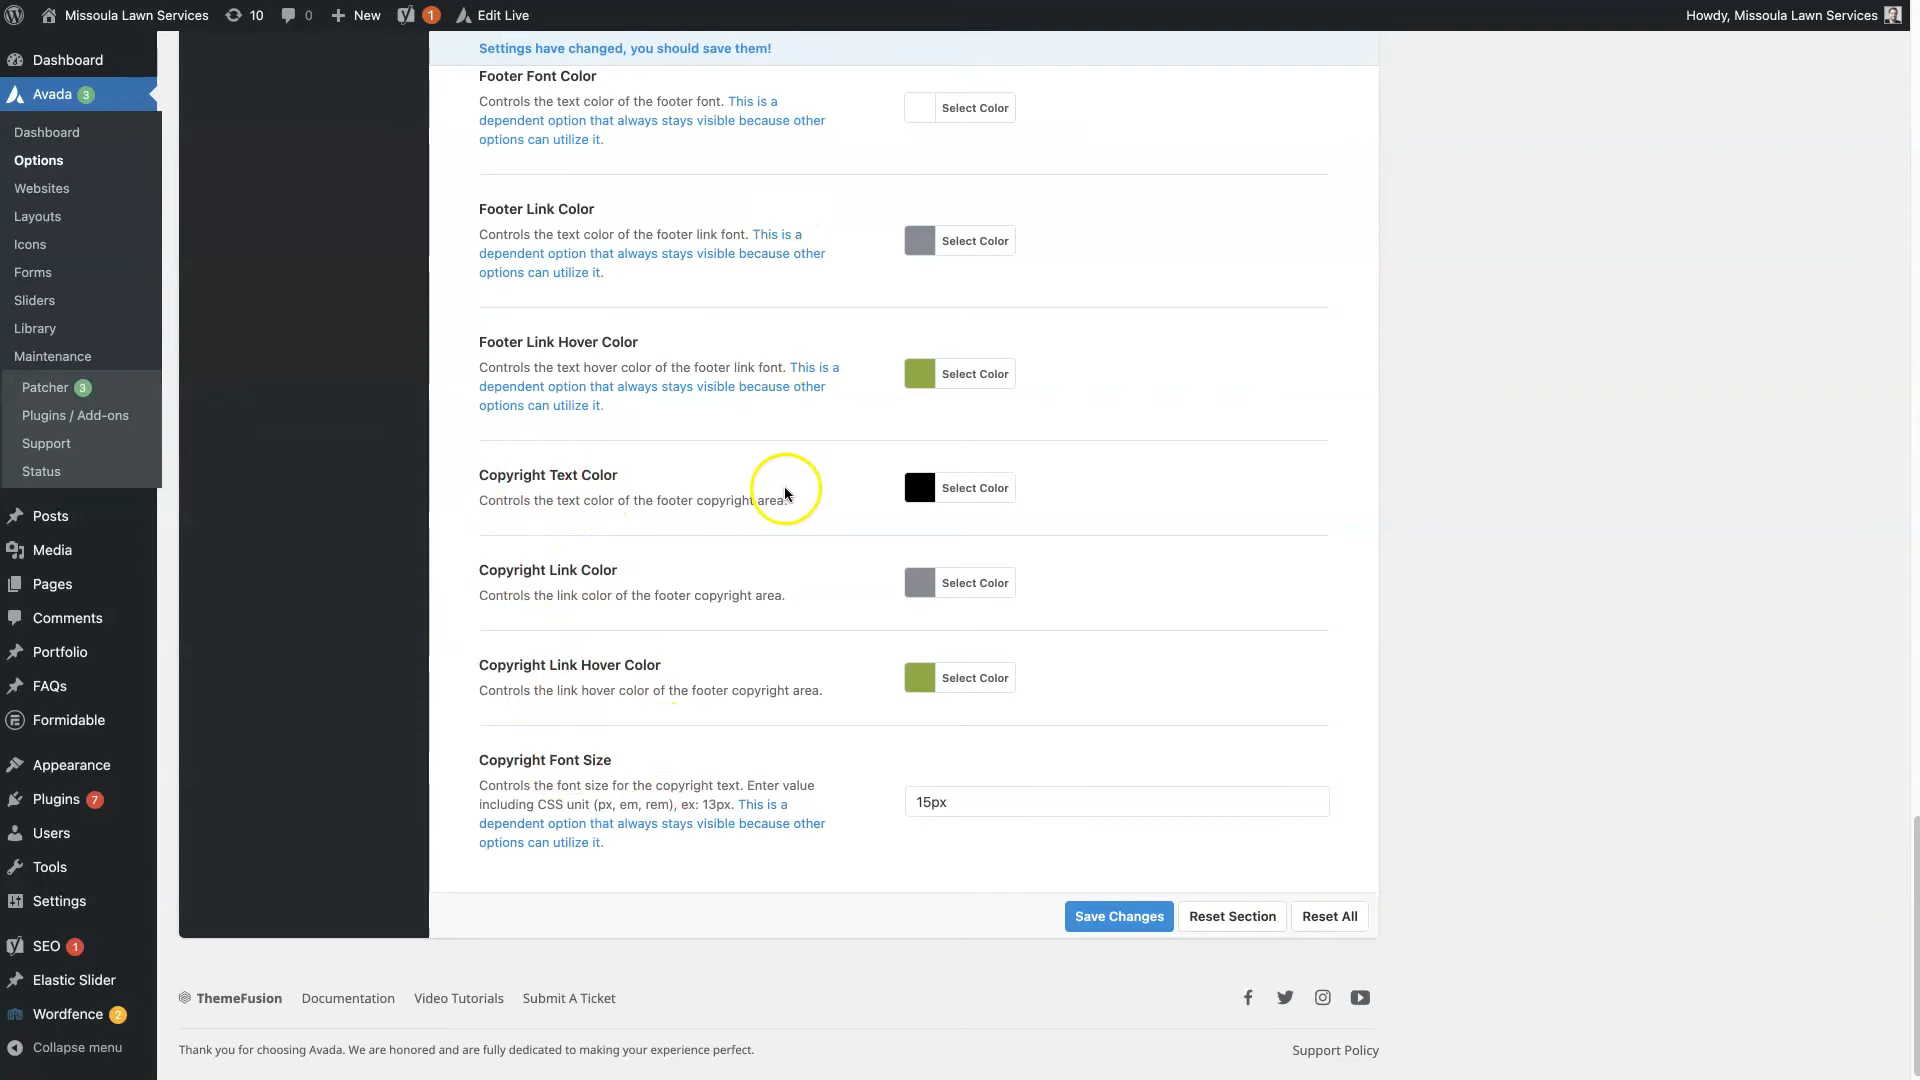 Missoula Lawn Services
10
0
New
1
Edit Live
Howdy, Missoula Lawn Services
Dashboard
Avada 3
Dashboard
Options
Websites
Layouts
Icons
Forms
Sliders
Library
Maintenance
Patcher 3
Plugins / Add-ons
Support
Status
Posts
Media
Pages
Comments
Portfolio
FAQs
Formidable
Appearance
Plugins 7
Users
Tools
Settings
SEO 1
Elastic Slider
Wordfence 2
Collapse menu
Settings have changed, you should save them!
Footer Font Color
Controls the text color of the footer font. This is a
dependent option that always stays visible because other
options can utilize it.
Select Color
Footer Link Color
Controls the text color of the footer link font. This is a
dependent option that always stays visible because other
options can utilize it.
Select Color
Footer Link Hover Color
Controls the text hover color of the footer link font. This is a
dependent option that always stays visible because other
options can utilize it.
Select Color
Copyright Text Color
Controls the text color of the footer copyright area.
Select Color
Copyright Link Color
Controls the link color of the footer copyright area.
Select Color
Copyright Link Hover Color
Controls the link hover color of the footer copyright area.
Select Color
Copyright Font Size
Controls the font size for the copyright text. Enter value
including CSS unit (px, em, rem), ex: 13px. This is a
dependent option that always stays visible because other
options can utilize it.
15px
Save Changes
Reset Section
Reset All
ThemeFusion
Documentation
Video Tutorials
Submit A Ticket
Thank you for choosing Avada. We are honored and are fully dedicated to making your experience perfect.
Support Policy